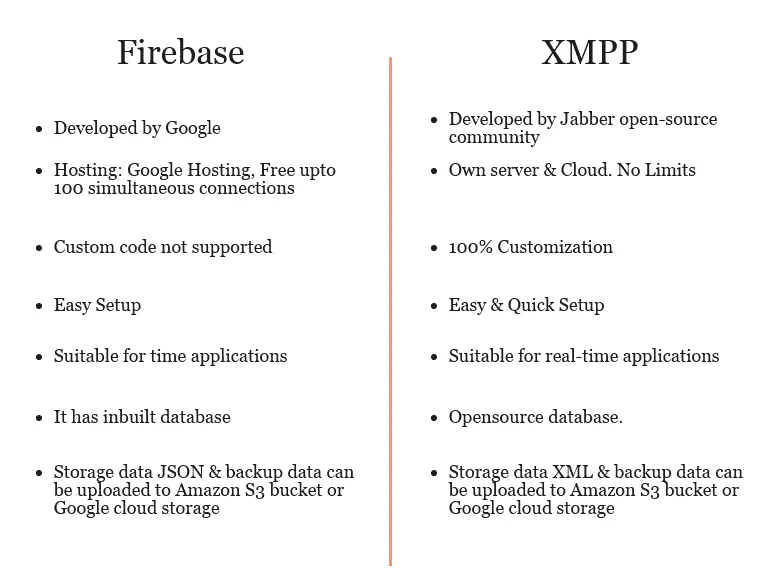 Firebase
Developed by Google
Hosting: Google Hosting, Free upto
100 simultaneous connections
Custom code not supported
Easy Setup
Suitable for time applications
It has inbuilt database
Storage data JSON & backup data can
be uploaded to Amazon S3 bucket or
Google cloud storage
XMPP
Developed by Jabber open-source
community
Own server & Cloud. No Limits
100% Customization
Easy & Quick Setup
Suitable for real-time applications
Opensource database.
Storage data XML & backup data can
be uploaded to Amazon S3 bucket or
Google cloud storage